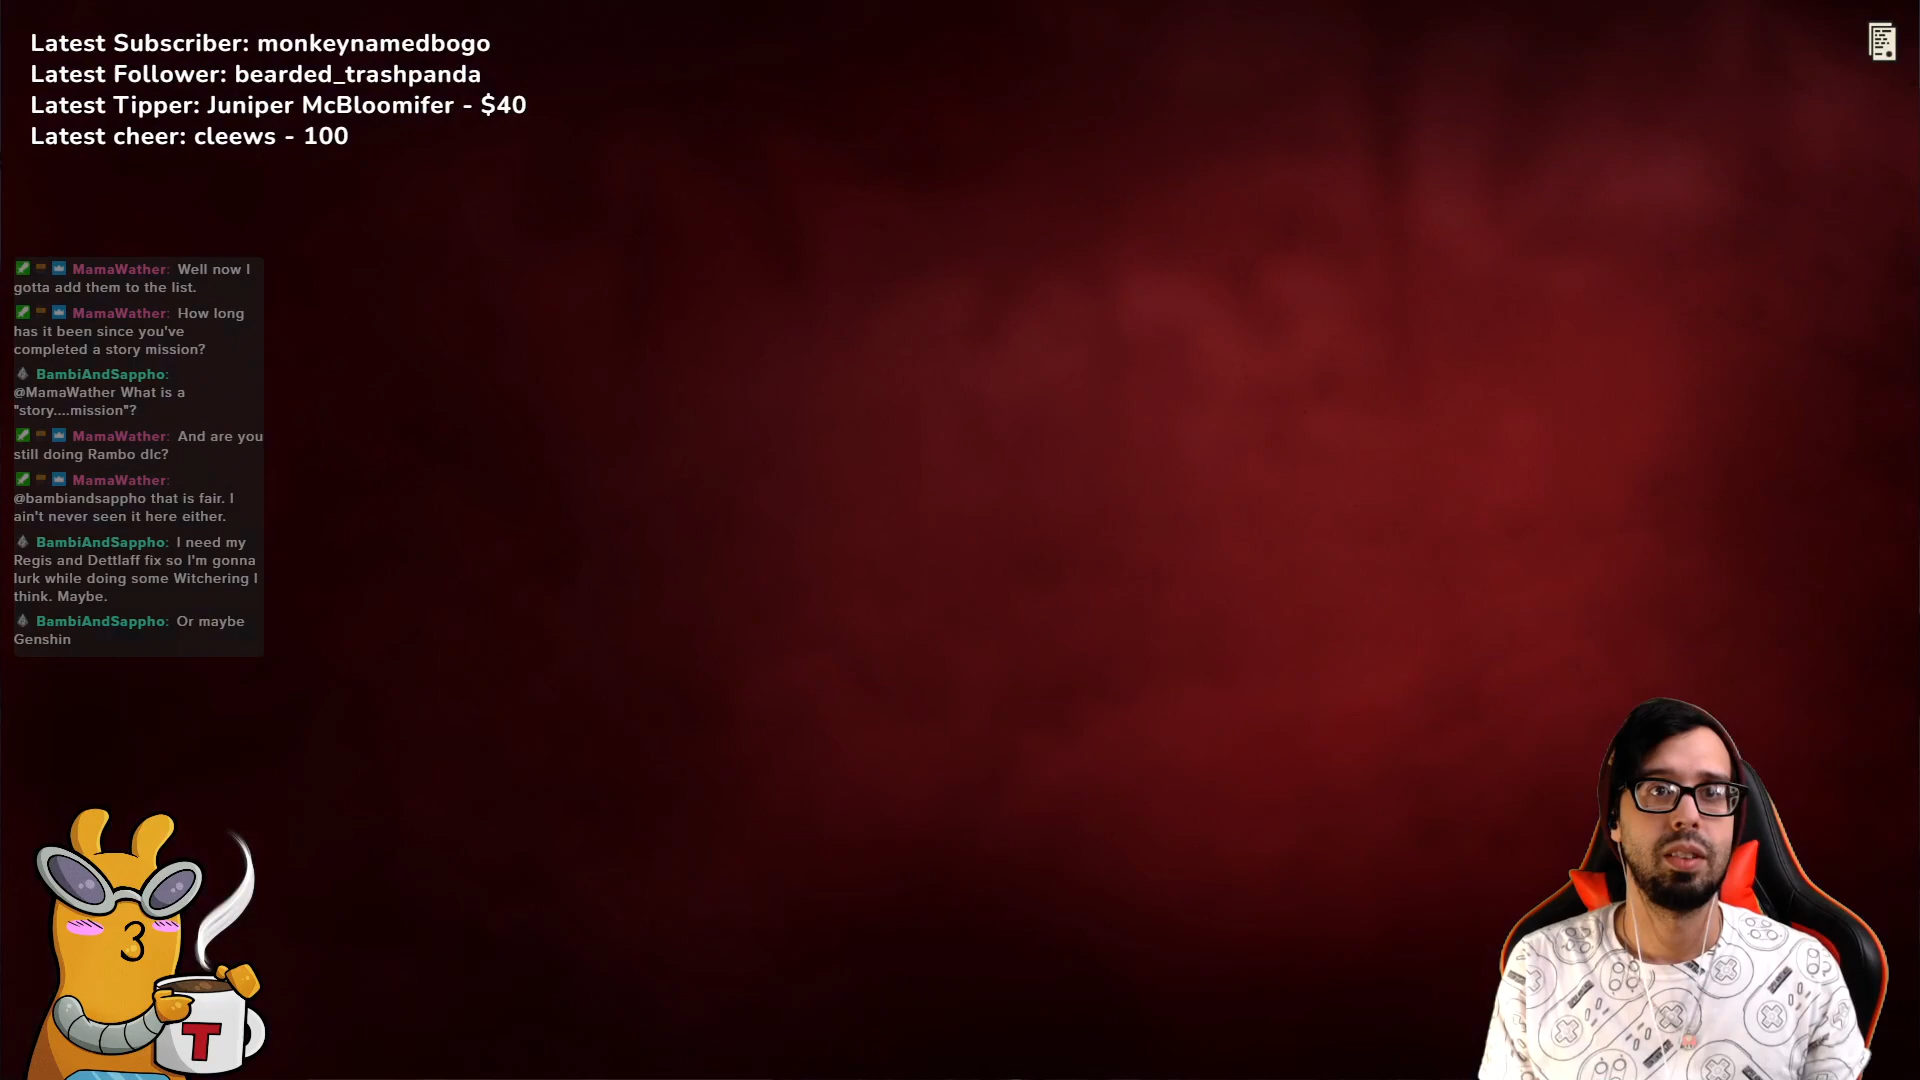 Latest Subscriber: monkeynamedbogo
Latest Follower: bearded_trashpanda
Latest Tipper: Juniper McBloomifer - $40
Latest cheer: cleews - 100
MamaWather: Well now I
gotta add them to the list.
MamaWather: How long
has it been since you've
completed a story mission?
BambiAndSappho:
@MamaWather What is a
"story....mission"?
MamaWather: And are you
still doing Rambo dlc?
MamaWather:
@bambiandsappho that is fair. I
ain't never seen it here either.
BambiAndSappho: I need my
Regis and Dettlaff fix so I'm gonna
lurk while doing some Witchering I
think. Maybe.
BambiAndSappho: Or maybe
Genshin
T